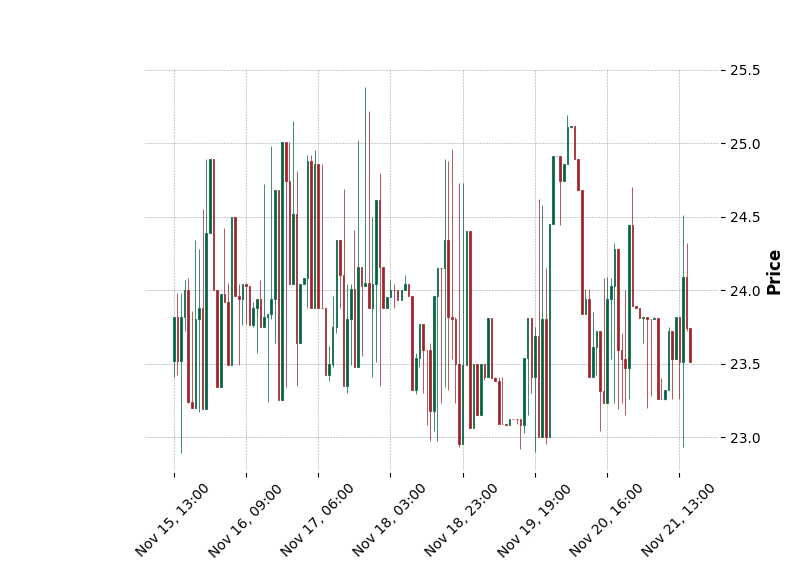 25.5
25.0
24.5
24.0
23.5
23.0
Price
Nov 15, 13:00
Nov 16, 09:00
Nov 17, 06:00
Nov 18, 03:00
Nov 18, 23:00
Nov 19, 19:00
Nov 20, 16:00
Nov 21, 13:00